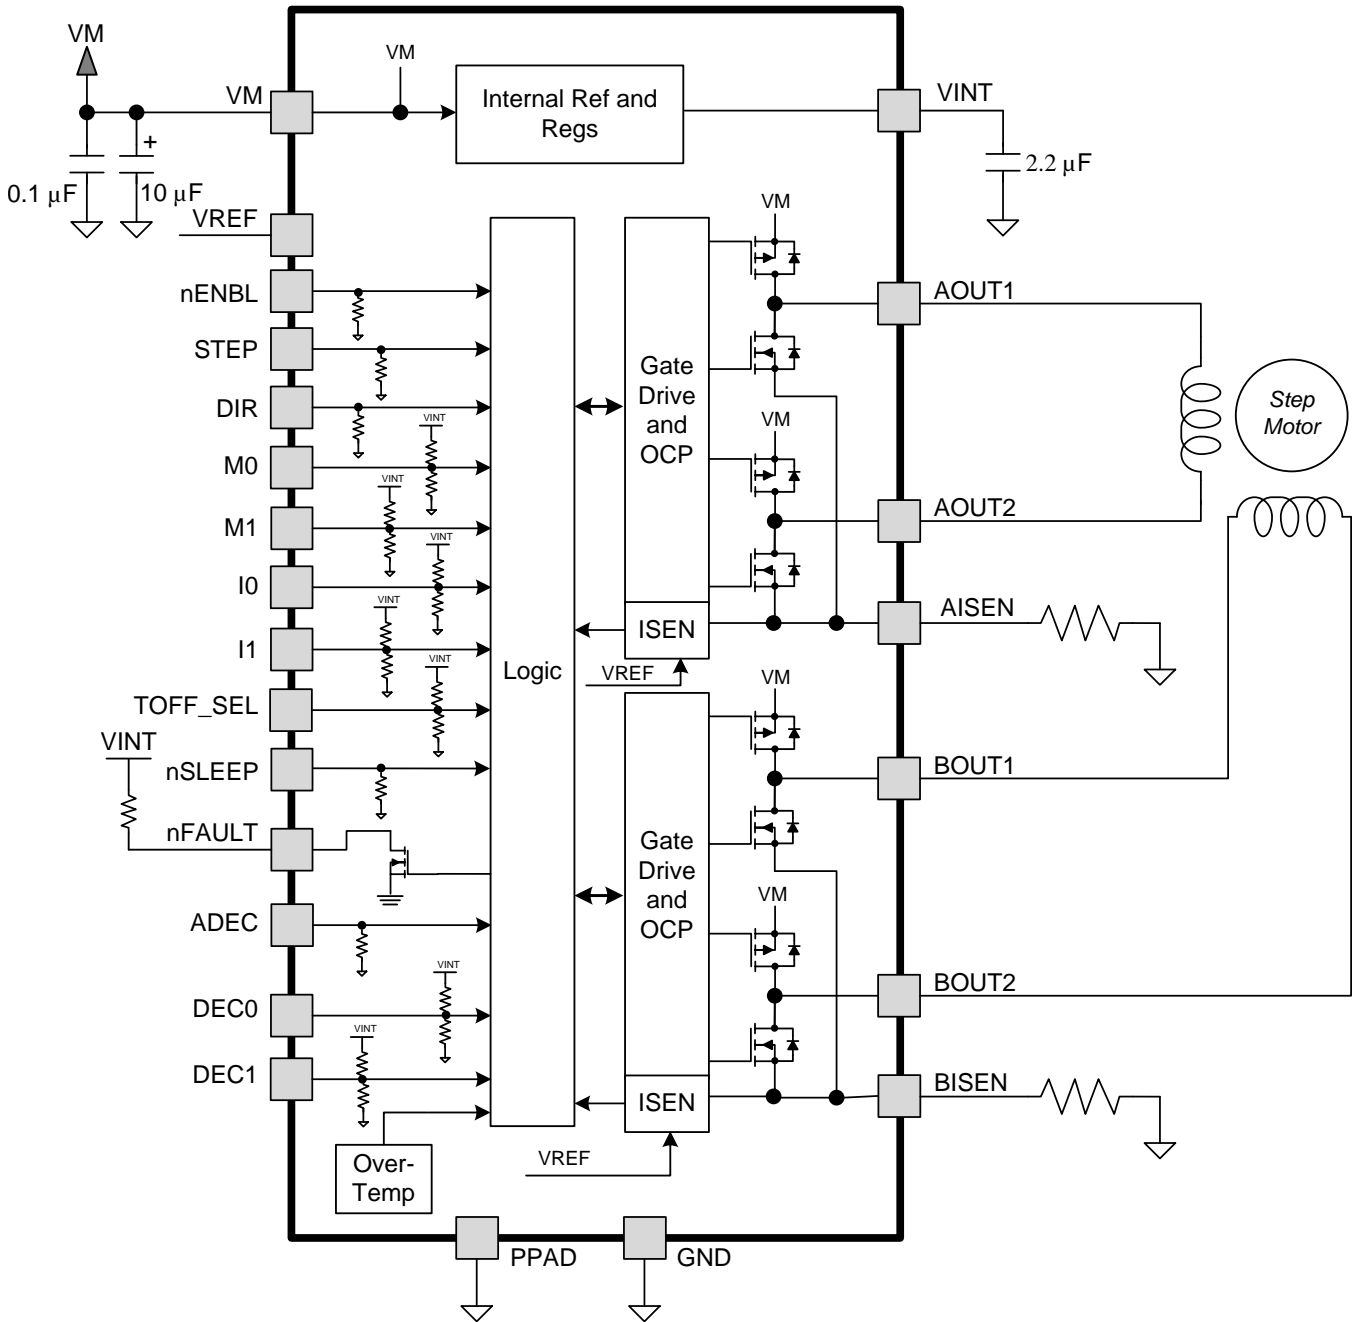 VM
VM
VM
Internal Ref and
Regs
VINT
+
0.1 µF
10 µF
2.2 µF
VREF
VM
nENBL
AOUT1
STEP
Gate
Drive
and
OCP
DIR
VINT
Step
Motor
VM
M0
VINT
M1
AOUT2
VINT
I0
VINT
AISEN
ISEN
I1
VINT
Logic
VREF
VM
TOFF_SEL
VINT
nSLEEP
BOUT1
nFAULT
Gate
Drive
and
OCP
VM
ADEC
VINT
DEC0
BOUT2
VINT
DEC1
BISEN
ISEN
Over-
Temp
VREF
PPAD
GND